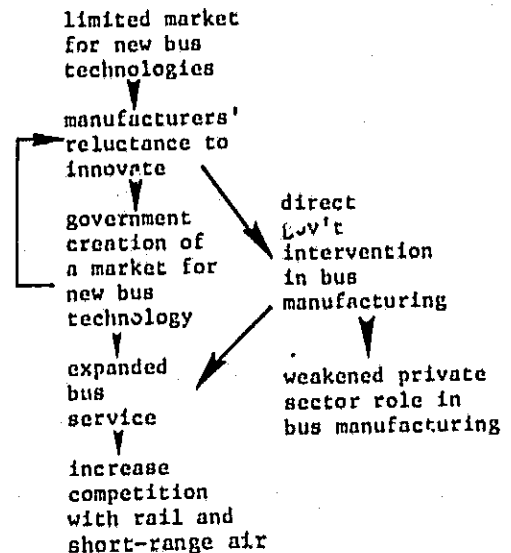 limited market
for new bus
technologies
manufacturers'
reluctance to
innovate
government
creation of
a market for
new bus
technology
direct
gov't
intervention
in bus
manufacturing
expanded
bus
service
weakened private
sector role in
bus manufacturing
increase
competition
with rail and
short-range air